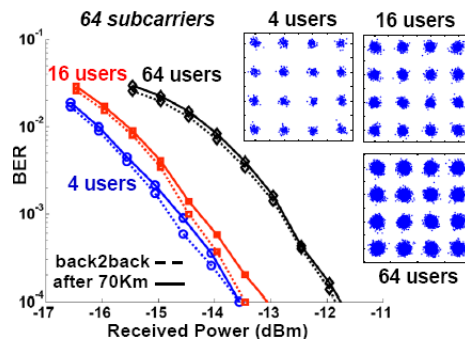 64 subcarriers
4 users
16 users
16 users
64 users
4 users
64 users
back2back
after 70Km
BER
10⁻¹
10⁻²
10⁻³
10⁻⁴
-17
-16
-15
-14
-13
-12
-11
Received Power (dBm)